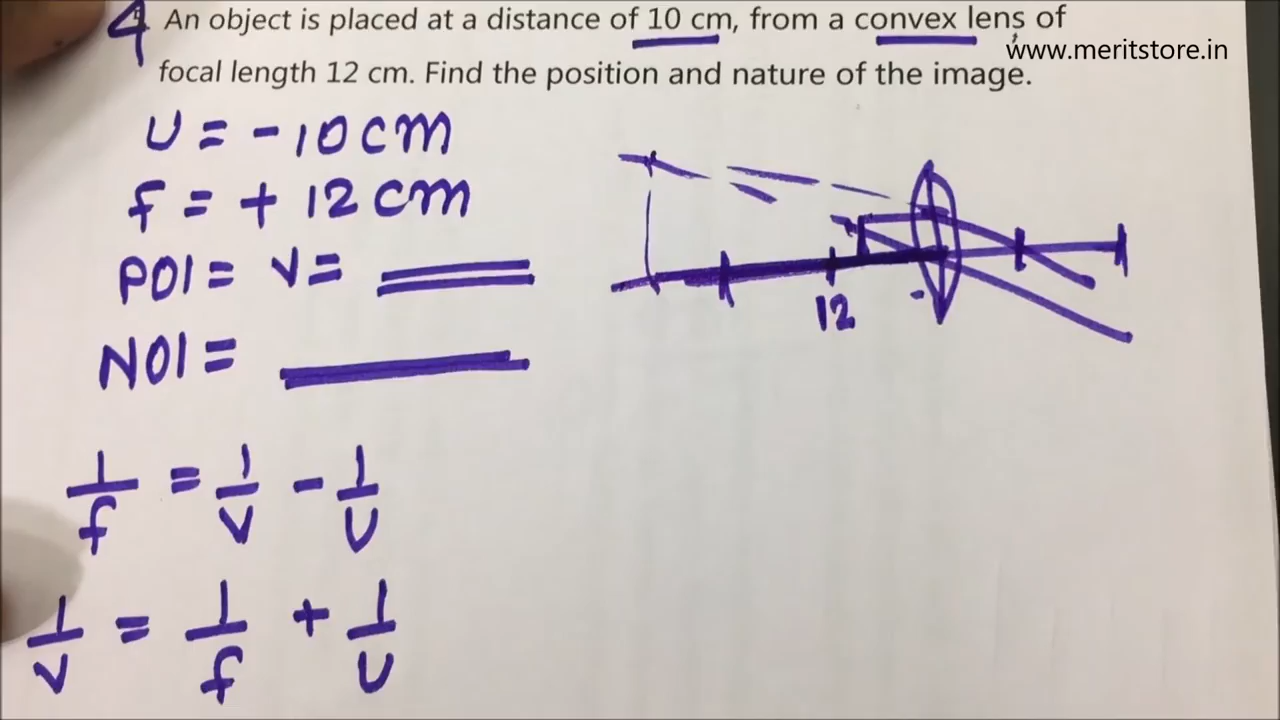 4 An object is placed at a distance of 10 cm, from a convex lens of
www.meritstore.in
focal length 12 cm. Find the position and nature of the image.
U = - 10 cm
f = + 12 cm
POI = V =
NOI =
12
1/f = 1/V - 1/U
1/V = 1/f + 1/U